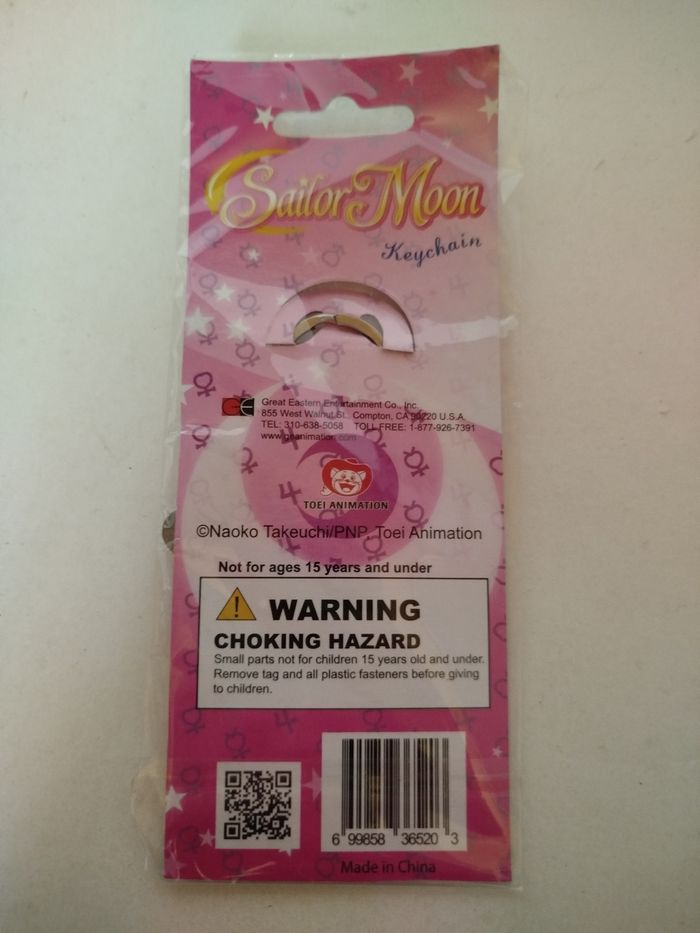 Sailor Moon
Keychain
Great Eastern Entertainment Co., Inc.
855 West Walnut St., Compton, CA 90220 U.S.A.
TEL: 310-638-5058 TOLL FREE: 1-877-926-7391
www.geanimation.com
TOEI ANIMATION
©Naoko Takeuchi/PNP, Toei Animation
Not for ages 15 years and under
WARNING
CHOKING HAZARD
Small parts not for children 15 years old and under.
Remove tag and all plastic fasteners before giving
to children.
6 99858 36520 3
Made in China